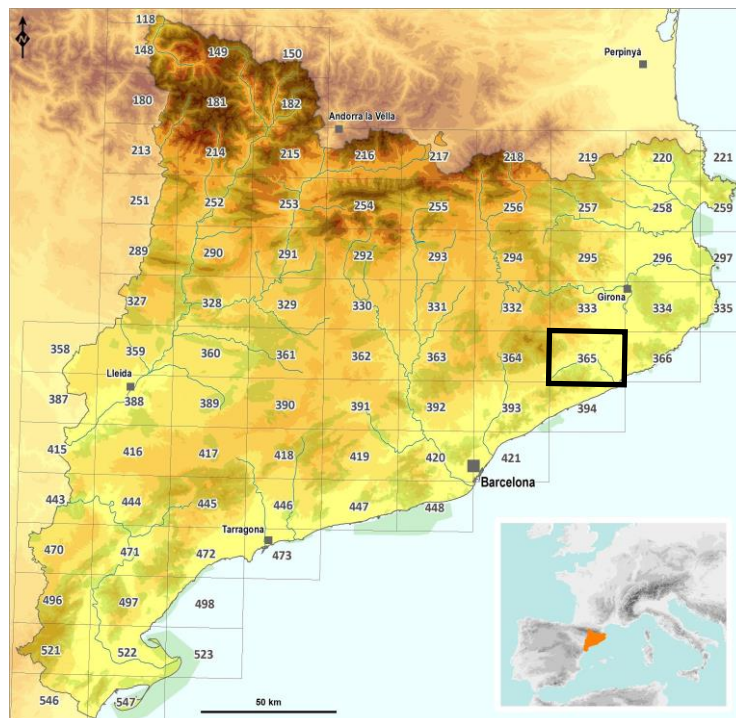 118
N
148 149 150
Perpinyà
180 181 182
Andorra la Vella
213 214 215 216 217 218 219 220 221
251 252 253 254 255 256 257 258 259
289 290 291 292 293 294 295 296 297
Girona
327 328 329 330 331 332 333 334 335
358 359 360 361 362 363 364 365 366
Lleida
387 388 389 390 391 392 393 394
415 416 417 418 419 420 421
Barcelona
443 444 445 446 447 448
Tarragona
470 471 472 473
496 497 498
521 522 523
546 547
50 km